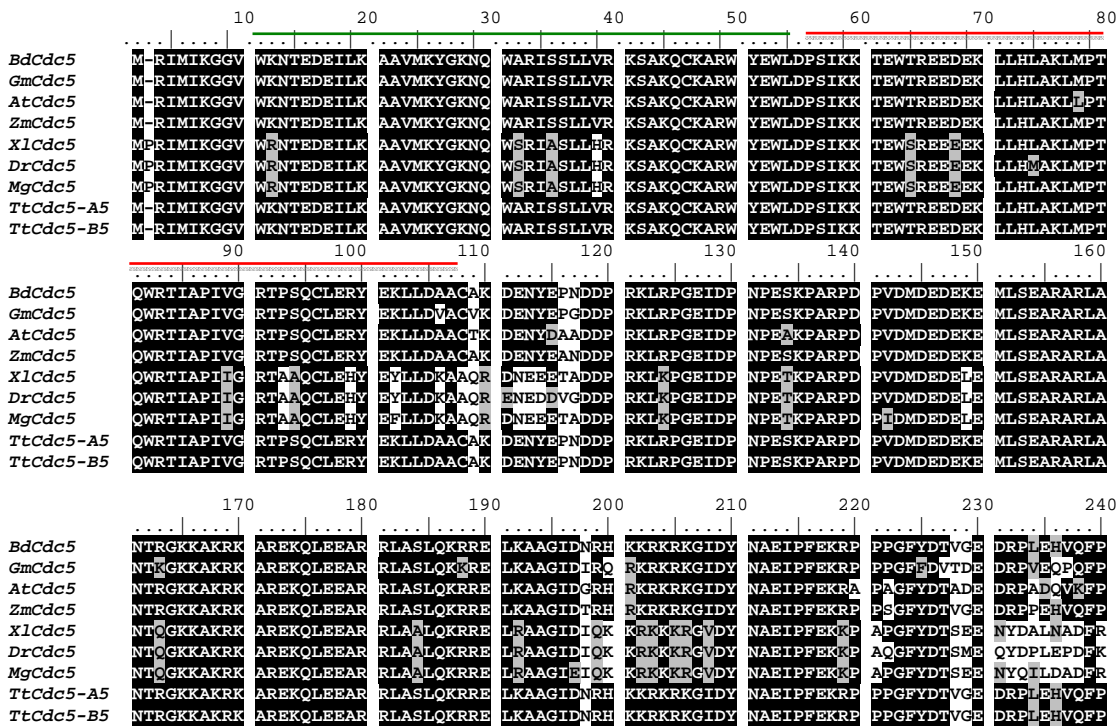 10 20 30 40 50 60 70 80
BdCdc5 M-RIMIKGGV WKNTEDEILK AAVMKYGKNQ WARISSLLVR KSAKQCKARW YEWLDPSIKK TEWTREEDEK LLHLAKLMPT
GmCdc5 M-RIMIKGGV WKNTEDEILK AAVMKYGKNQ WARISSLLVR KSAKQCKARW YEWLDPSIKK TEWTREEDEK LLHLAKLMPT
AtCdc5 M-RIMIKGGV WKNTEDEILK AAVMKYGKNQ WARISSLLVR KSAKQCKARW YEWLDPSIKK TEWTREEDEK LLHLAKLLPT
ZmCdc5 M-RIMIKGGV WKNTEDEILK AAVMKYGKNQ WARISSLLVR KSAKQCKARW YEWLDPSIKK TEWTREEDEK LLHLAKLMPT
XlCdc5 MPRIMIKGGV WRNTEDEILK AAVMKYGKNQ WSRIASLLHR KSAKQCKARW YEWLDPSIKK TEWSREEEEK LLHLAKLMPT
DrCdc5 MPRIMIKGGV WRNTEDEILK AAVMKYGKNQ WSRIASLLHR KSAKQCKARW YEWLDPSIKK TEWSREEEEK LLHMAKLMPT
MgCdc5 MPRIMIKGGV WRNTEDEILK AAVMKYGKNQ WSRIASLLHR KSAKQCKARW YEWLDPSIKK TEWSREEEEK LLHLAKLMPT
TtCdc5-A5 M-RIMIKGGV WKNTEDEILK AAVMKYGKNQ WARISSLLVR KSAKQCKARW YEWLDPSIKK TEWTREEDEK LLHLAKLMPT
TtCdc5-B5 M-RIMIKGGV WKNTEDEILK AAVMKYGKNQ WARISSLLVR KSAKQCKARW YEWLDPSIKK TEWTREEDEK LLHLAKLMPT
90 100 110 120 130 140 150 160
BdCdc5 QWRTIAPIVG RTPSQCLERY EKLLDAACAK DENYEPNDDP RKLRPGEIDP NPESKPARPD PVDMDEDEKE MLSEARARLA
GmCdc5 QWRTIAPIVG RTPSQCLERY EKLLDVACVK DENYEPGDDP RKLRPGEIDP NPESKPARPD PVDMDEDEKE MLSEARARLA
AtCdc5 QWRTIAPIVG RTPSQCLERY EKLLDAACTK DENYDAADDP RKLRPGEIDP NPEAKPARPD PVDMDEDEKE MLSEARARLA
ZmCdc5 QWRTIAPIVG RTPSQCLERY EKLLDAACAK DENYEANDDP RKLRPGEIDP NPESKPARPD PVDMDEDEKE MLSEARARLA
XlCdc5 QWRTIAPIIG RTAAQCLEHY EYLLDKAAQR DNEEETADDP RKLKPGEIDP NPETKPARPD PVDMDEDELE MLSEARARLA
DrCdc5 QWRTIAPIIG RTAAQCLEHY EYLLDKAAQR ENEDDVGDDP RKLKPGEIDP NPETKPARPD PVDMDEDELE MLSEARARLA
MgCdc5 QWRTIAPIIG RTAAQCLEHY EFLLDKAAQR DNEEETADDP RKLKPGEIDP NPETKPARPD PIDMDEDELE MLSEARARLA
TtCdc5-A5 QWRTIAPIVG RTPSQCLERY EKLLDAACAK DENYEPNDDP RKLRPGEIDP NPESKPARPD PVDMDEDEKE MLSEARARLA
TtCdc5-B5 QWRTIAPIVG RTPSQCLERY EKLLDAACAK DENYEPNDDP RKLRPGEIDP NPESKPARPD PVDMDEDEKE MLSEARARLA
170 180 190 200 210 220 230 240
BdCdc5 NTRGKKAKRK AREKQLEEAR RLASLQKRRE LKAAGIDNRH KKRKRKGIDY NAEIPFEKRP PPGFYDTVGE DRPLEHVQFP
GmCdc5 NTKGKKAKRK AREKQLEEAR RLASLQKKRE LKAAGIDIRQ RKRKRKGIDY NAEIPFEKRP PPGFFDVTDE DRPVEQPQFP
AtCdc5 NTRGKKAKRK AREKQLEEAR RLASLQKRRE LKAAGIDGRH RKRKRKGIDY NAEIPFEKRA PAGFYDTADE DRPADQVKFP
ZmCdc5 NTRGKKAKRK AREKQLEEAR RLASLQKRRE LKAAGIDTRH RKRKRKGIDY NAEIPFEKRP PSGFYDTVGE DRPPEHVQFP
XlCdc5 NTQGKKAKRK AREKQLEEAR RLAALQKRRE LRAAGIDIQK KRKKRGVDY NAEIPFEKKP APGFYDTSEE NYDALNADFR
DrCdc5 NTQGKKAKRK AREKQLEEAR RLAALQKRRE LRAAGIDIQK KRKKKRGVDY NAEIPFEKKP AQGFYDTSME QYDPLEPDFK
MgCdc5 NTQGKKAKRK AREKQLEEAR RLAALQKRRE LRAAGIEIQK KRKKKRGVDY NAEIPFEKKP APGFYDTSEE NYQILDADFR
TtCdc5-A5 NTRGKKAKRK AREKQLEEAR RLASLQKRRE LKAAGIDNRH KKRKRKGIDY NAEIPFEKRP PPGFYDTVGE DRPLEHVQFP
TtCdc5-B5 NTRGKKAKRK AREKQLEEAR RLASLQKRRE LKAAGIDNRH KKRKRKGIDY NAEIPFEKRP PPGFYDTVGE DRPLEHVQFP